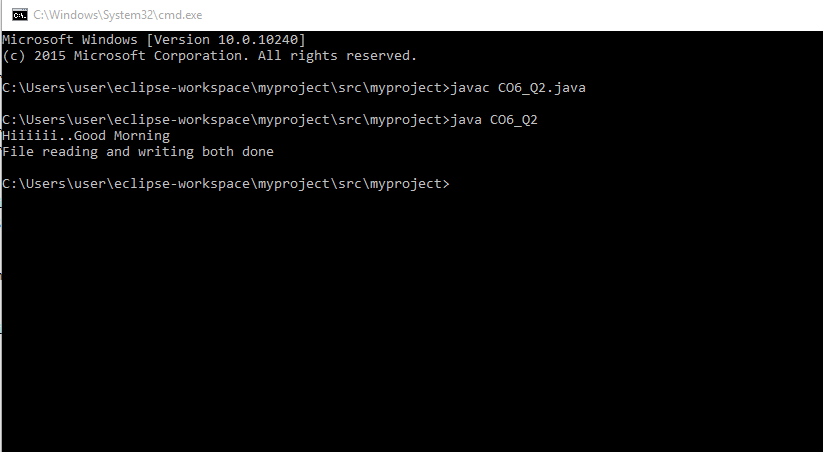 C:\Windows\System32\cmd.exe
Microsoft Windows [Version 10.0.10240]
(c) 2015 Microsoft Corporation. All rights reserved.
C:\Users\user\eclipse-workspace\myproject\src\myproject>javac CO6_Q2.java
C:\Users\user\eclipse-workspace\myproject\src\myproject>java CO6_Q2
Hiiiiii..Good Morning
File reading and writing both done
C:\Users\user\eclipse-workspace\myproject\src\myproject>